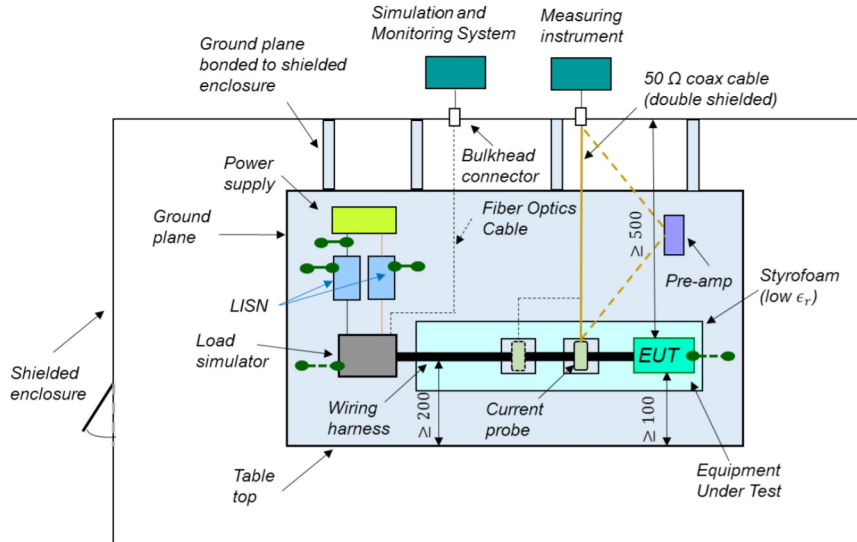 Simulation and
Monitoring System
Measuring
instrument
Ground plane
bonded to shielded
enclosure
50 Ω coax cable
(double shielded)
Bulkhead
connector
Power
supply
Fiber Optics
Cable
Ground
plane
≥ 500
Pre-amp
Styrofoam
(low ϵr)
LISN
Load
simulator
EUT
Shielded
enclosure
Wiring
harness
≥ 200
Current
probe
≥ 100
Table
top
Equipment
Under Test